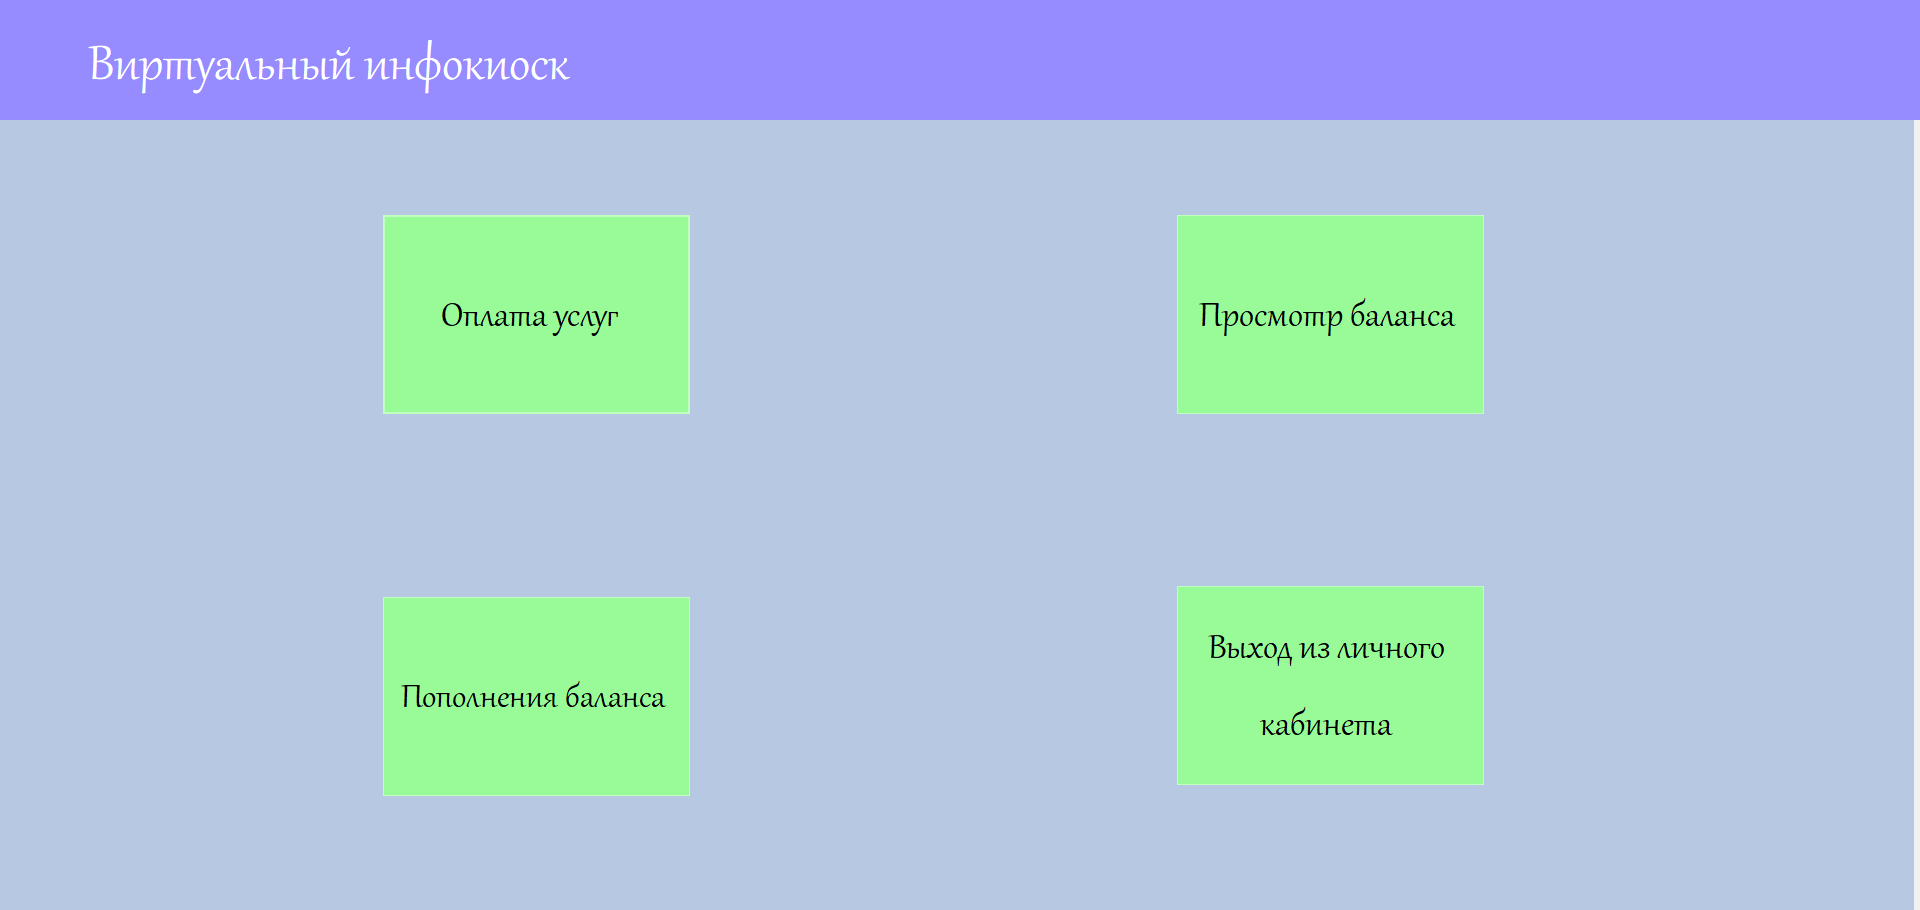 Виртуальный инфокиоск
Оплата услуг
Просмотр баланса
Пополнения баланса
Выход из личного
кабинета